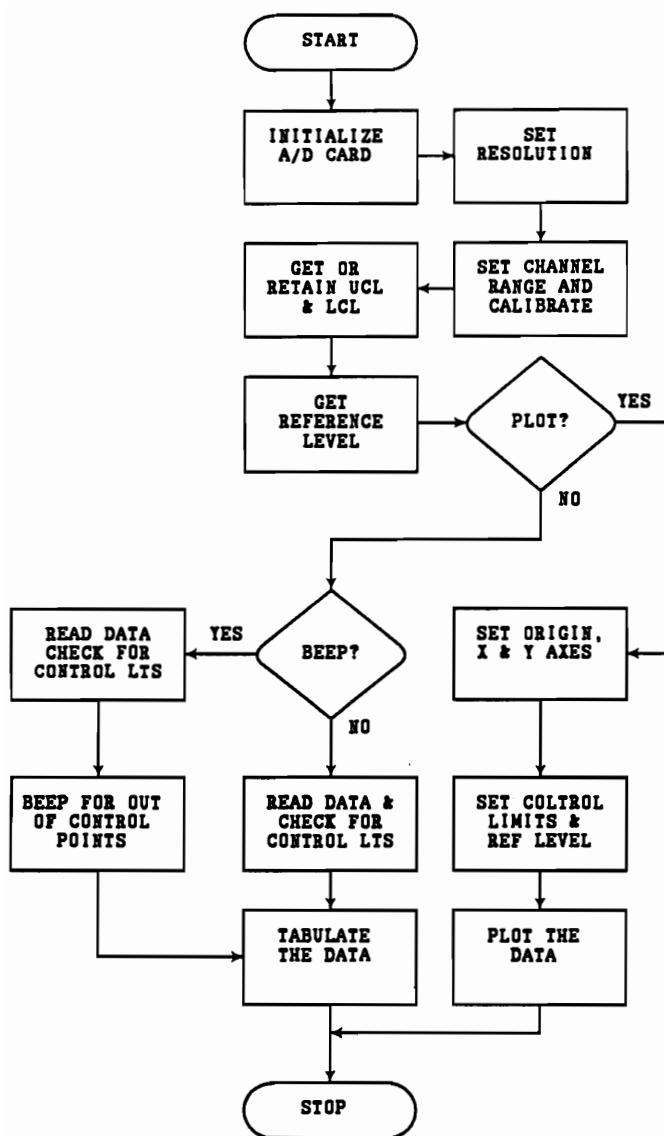 START
INITIALIZE
A/D CARD
SET
RESOLUTION
GET OR
RETAIN UCL
& LCL
SET CHANNEL
RANGE AND
CALIBRATE
GET
REFERENCE
LEVEL
PLOT?
YES
NO
READ DATA
CHECK FOR
CONTROL LTS
YES
BEEP?
NO
SET ORIGIN,
X & Y AXES
BEEP FOR OUT
OF CONTROL
POINTS
READ DATA &
CHECK FOR
CONTROL LTS
SET COLTROL
LIMITS &
REF LEVEL
TABULATE
THE DATA
PLOT THE
DATA
STOP